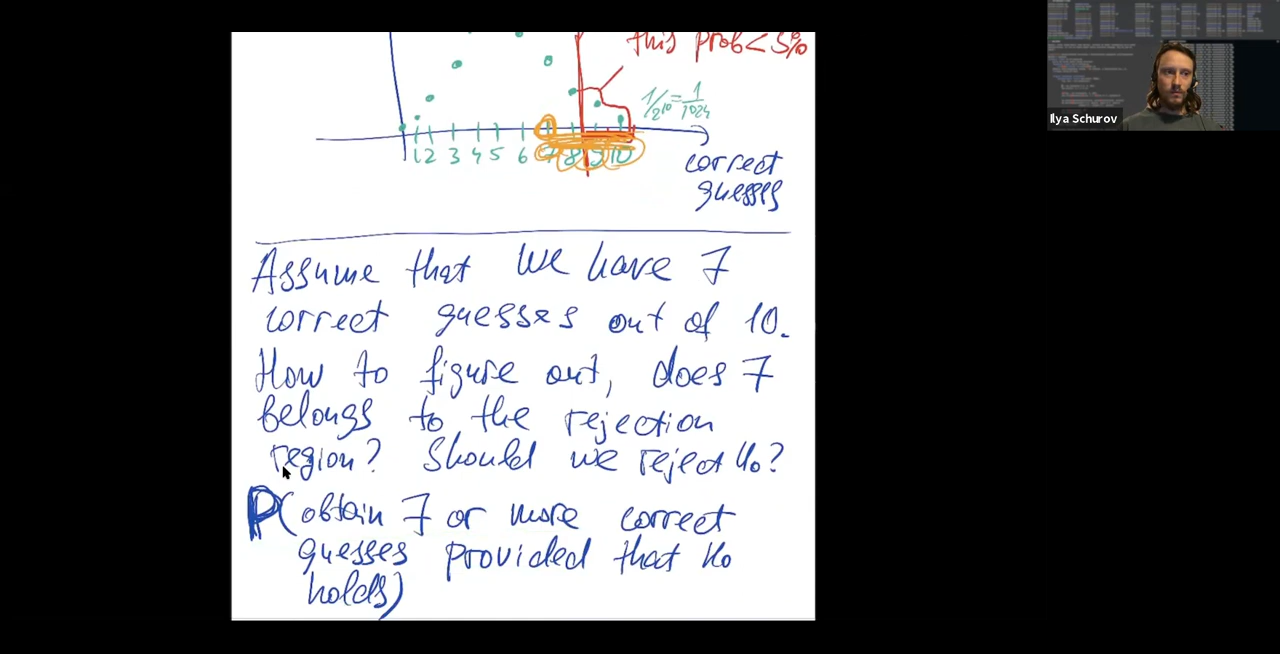 this prob < 5%
1/2^10 = 1/1024
1 2 3 4 5 6 7 8 9 10
correct
guesses
Assume that we have 7
correct guesses out of 10.
How to figure out, does 7
belongs to the rejection
region? Should we reject H₀?
P(obtain 7 or more correct
guesses provided that H₀
holds)
Ilya Schurov